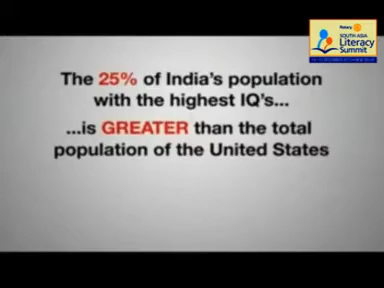 Rotary
SOUTH ASIA
Literacy
Summit
The 25% of India's population
with the highest IQ's...
...is GREATER than the total
population of the United States